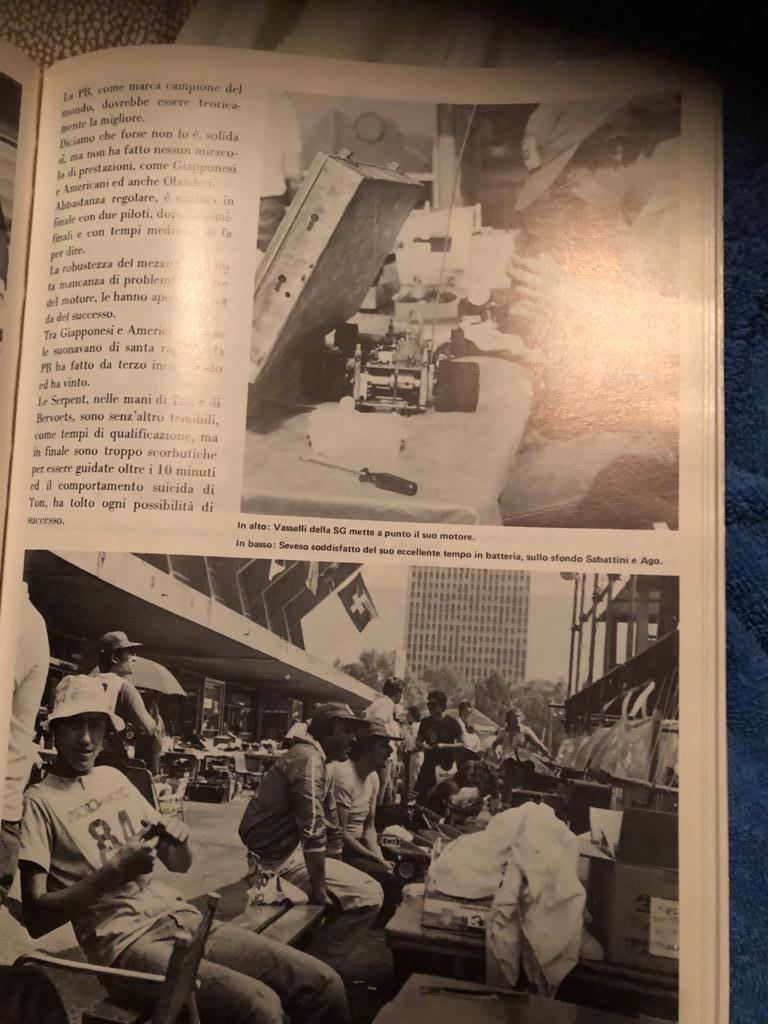 La PB, come marca campione del
mondo, dovrebbe essere teorica-
mente la migliore.
Diciamo che forse non lo è, solida
sì, ma non ha fatto nessun miraco-
lo di prestazioni, come Giapponesi
e Americani ed anche Olandesi.
Abbastanza regolare, è entrata in
finale con due piloti, dopo semi-
finali e con tempi si fa
per dire.
La robustezza del mezzo
ta mancanza di
del motore, le hanno
da del successo.
Tra Giapponesi e
le suonavano di santa la
PB ha fatto da terzo
ed ha vinto.
Le Serpent, nelle mani di Ton e di
Bervoets, sono senz'altro temibili,
come tempi di qualificazione, ma
in finale sono troppo scorbutiche
per essere guidate oltre i 10 minuti
ed il comportamento suicida di
Ton, ha tolto ogni possibilità di
successo.
In alto: Vasselli della SG mette a punto il suo motore.
In basso: Seveso soddisfatto del suo eccellente tempo in batteria, sullo sfondo Sabattini e Ago.
84